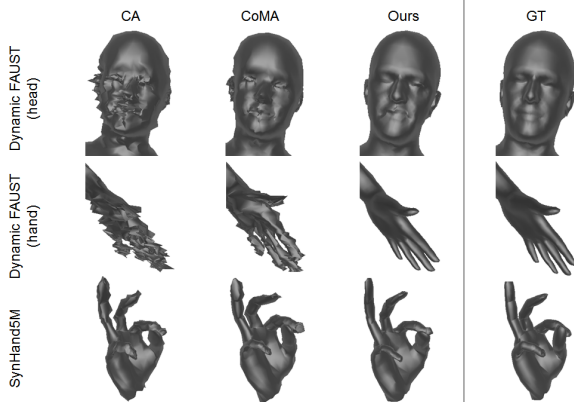 CA CoMA Ours GT
Dynamic FAUST
(head)
Dynamic FAUST
(hand)
SynHand5M